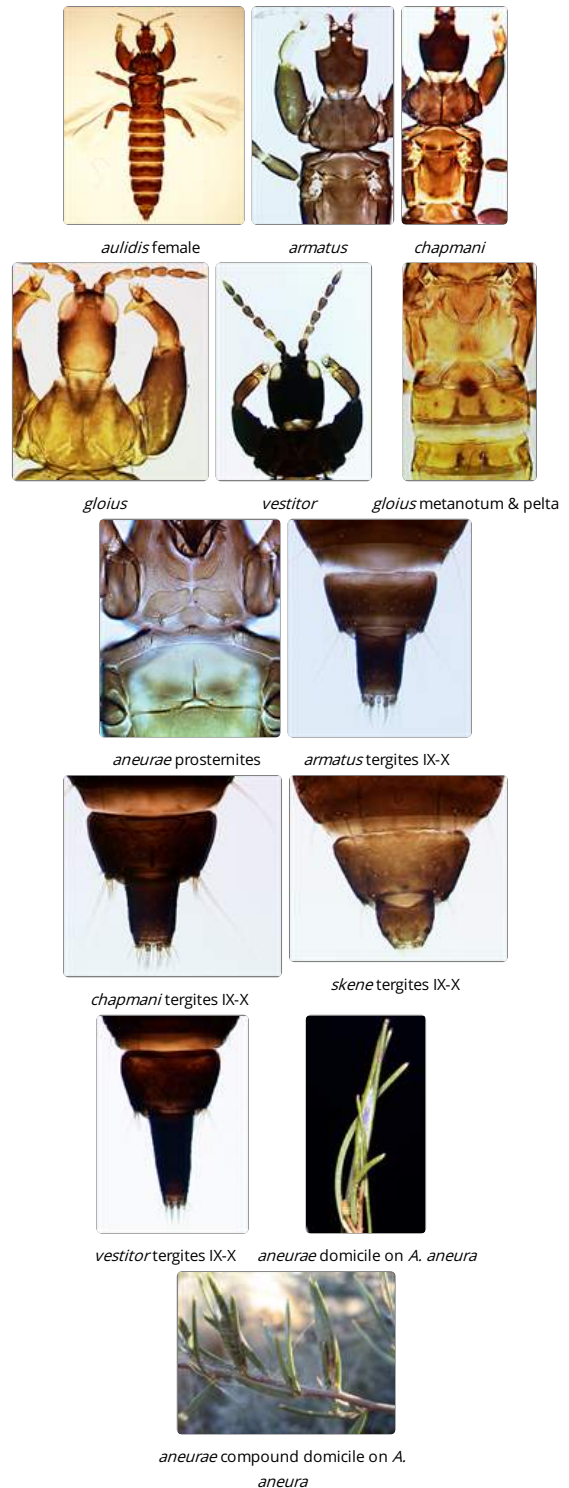 aulidis female
armatus
chapmani
gloius
vestitor
gloius metanotum & pelta
aneurae prosternites
armatus tergites IX-X
chapmani tergites IX-X
skene tergites IX-X
vestitor tergites IX-X
aneurae domicile on A. aneura
aneurae compound domicile on A.
aneura